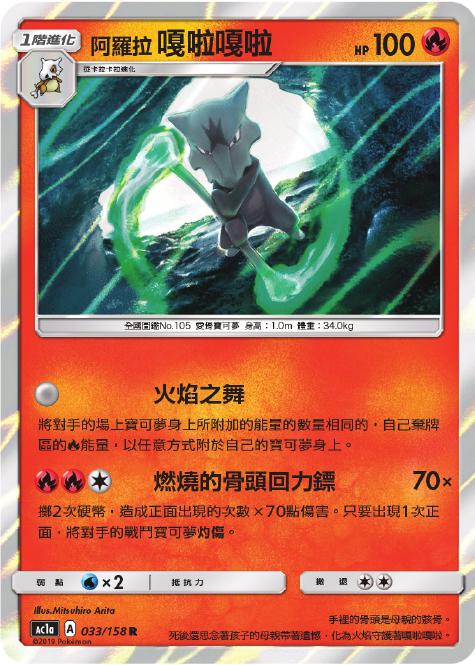 1階進化
阿羅拉 嘎啦嘎啦
HP 100
從卡拉卡拉進化
全國圖鑑No.105 愛骨寶可夢 身高：1.0m 體重：34.0kg
火焰之舞
將對手的場上寶可夢身上所附加的能量的數量相同的，自己棄牌
區的能量，以任意方式附於自己的寶可夢身上。
燃燒的骨頭回力鏢 70×
擲2次硬幣，造成正面出現的次數×70點傷害。只要出現1次正
面，將對手的戰鬥寶可夢灼傷。
弱點 ×2 抵抗力 撤退
illus.Mitsuhiro Arita
AC1a A 033/158 R
©2019 Pokémon
手裡的骨頭是母親的骸骨。
死後還思念著孩子的母親帶著遺憾，化為火焰守護著嘎啦嘎啦。